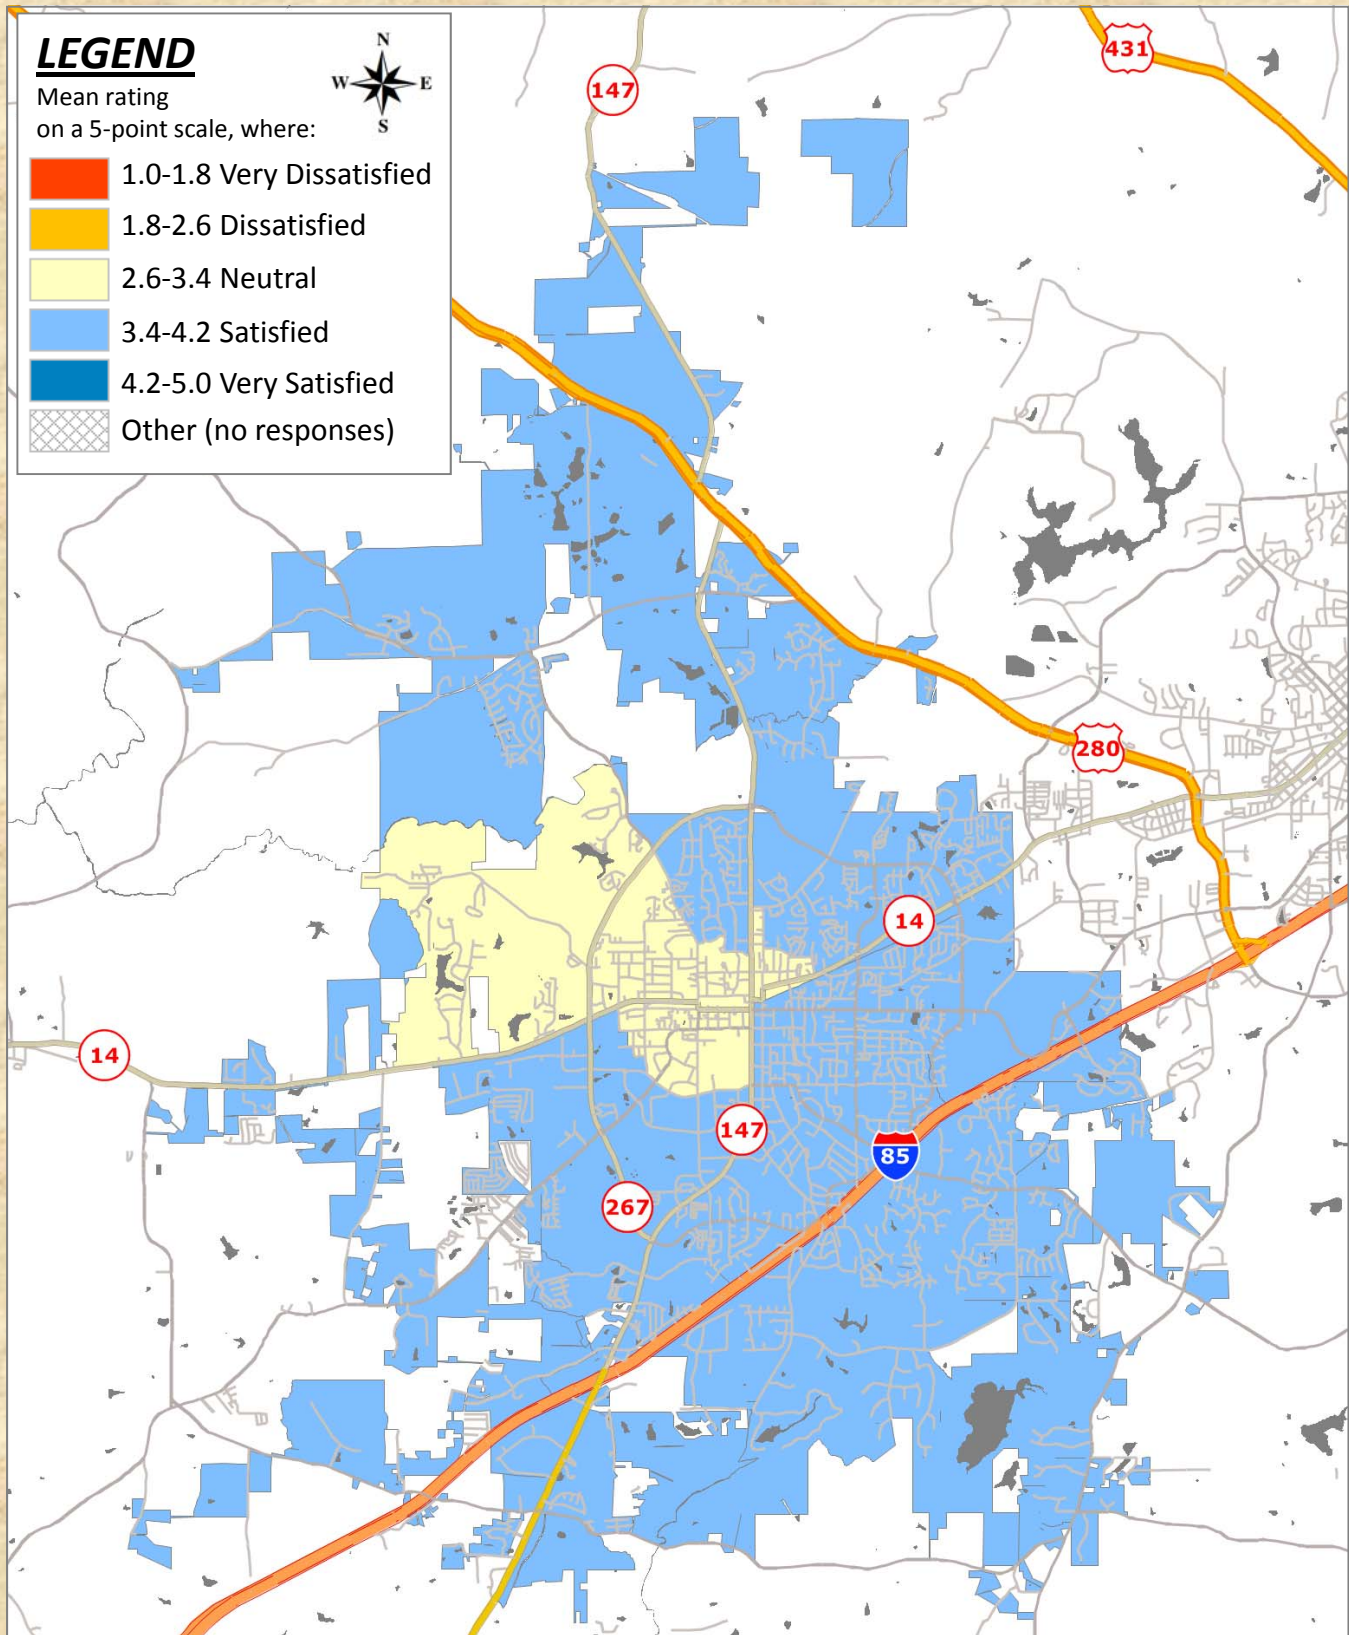 LEGEND
Mean rating
on a 5-point scale, where:
N
W E
S
1.0-1.8 Very Dissatisfied
1.8-2.6 Dissatisfied
2.6-3.4 Neutral
3.4-4.2 Satisfied
4.2-5.0 Very Satisfied
Other (no responses)
431
147
280
14
14
147
85
267